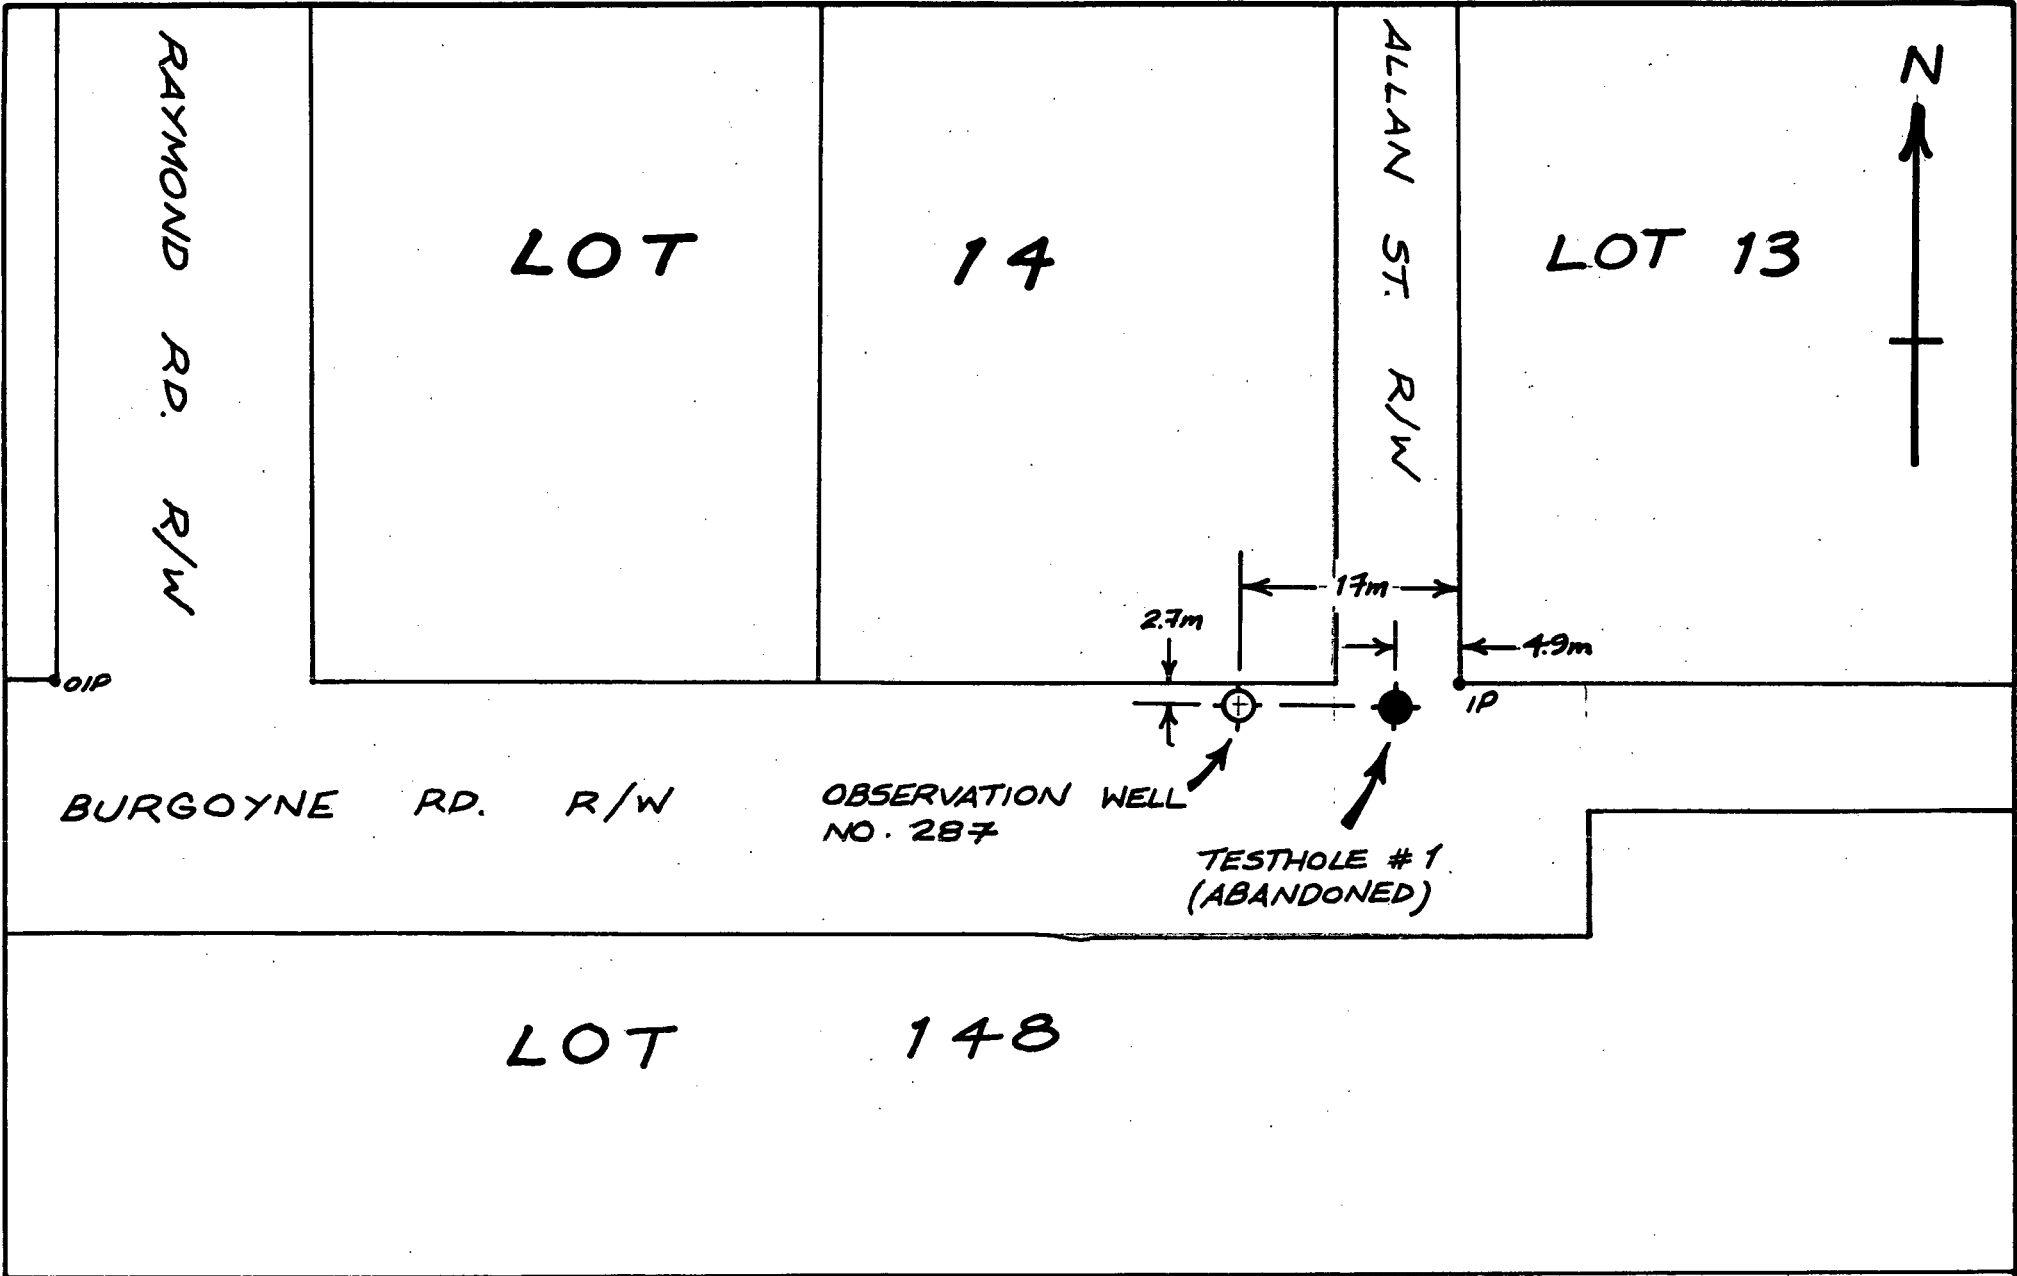 RAYMOND RD. R/W
LOT 14
ALLAN ST. R/W
LOT 13
N
17m
2.7m
4.9m
OIP
IP
BURGOYNE RD. R/W
OBSERVATION WELL
NO. 287
TESTHOLE # 1
(ABANDONED)
LOT 148